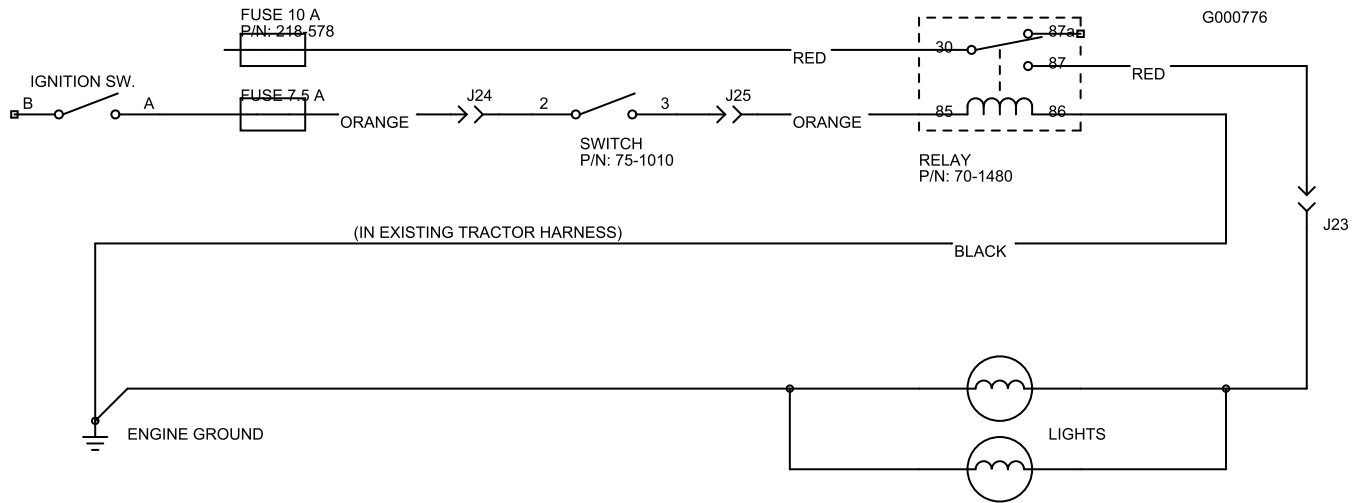 FUSE 10 A
P/N: 218-578
G000776
30
87a
87
RED
RED
IGNITION SW.
B
A
FUSE 7.5 A
ORANGE
J24
2
3
J25
ORANGE
85
86
SWITCH
P/N: 75-1010
RELAY
P/N: 70-1480
J23
(IN EXISTING TRACTOR HARNESS)
BLACK
ENGINE GROUND
LIGHTS